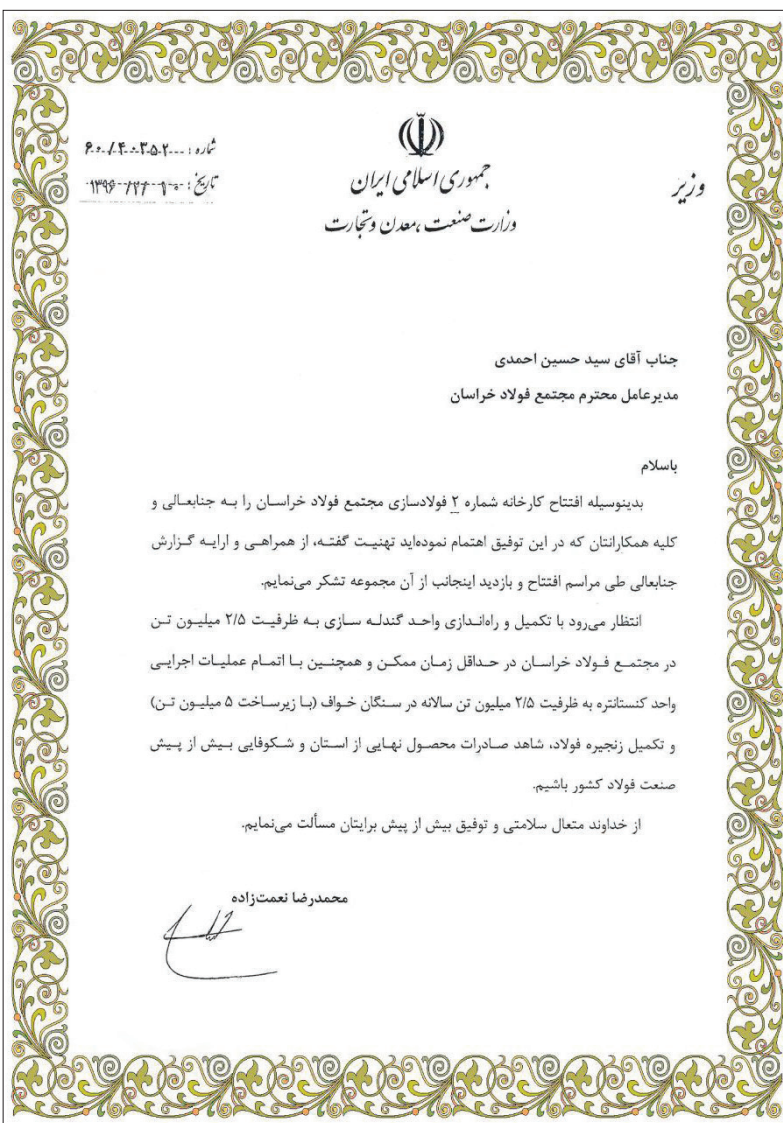 وزیر
جمهوری اسلامی ایران
وزارت صنعت، معدن و تجارت
شماره: ۶۰/۴۰۳۵۲
تاریخ:
جناب آقای سید حسین احمدی
مدیرعامل محترم مجتمع فولاد خراسان
باسلام
بدینوسیله افتتاح کارخانه شماره ۲ فولادسازی مجتمع فولاد خراسان را به جنابعالی و
کلیه همکارانتان که در این توفیق اهتمام نموده‌اید تهنیت گفته، از همراهی و ارایه گزارش
جنابعالی طی مراسم افتتاح و بازدید اینجانب از آن مجموعه تشکر می‌نمایم.
انتظار می‌رود با تکمیل و راه‌اندازی واحد گندله سازی به ظرفیت ۲/۵ میلیون تن
در مجتمع فولاد خراسان در حداقل زمان ممکن و همچنین با اتمام عملیات اجرایی
واحد کنستانتره به ظرفیت ۲/۵ میلیون تن سالانه در سنگان خواف (با زیرساخت ۵ میلیون تن)
و تکمیل زنجیره فولاد، شاهد صادرات محصول نهایی از استان و شکوفایی بیش از پیش
صنعت فولاد کشور باشیم.
از خداوند متعال سلامتی و توفیق بیش از پیش برایتان مسألت می‌نمایم.
محمدرضا نعمت‌زاده